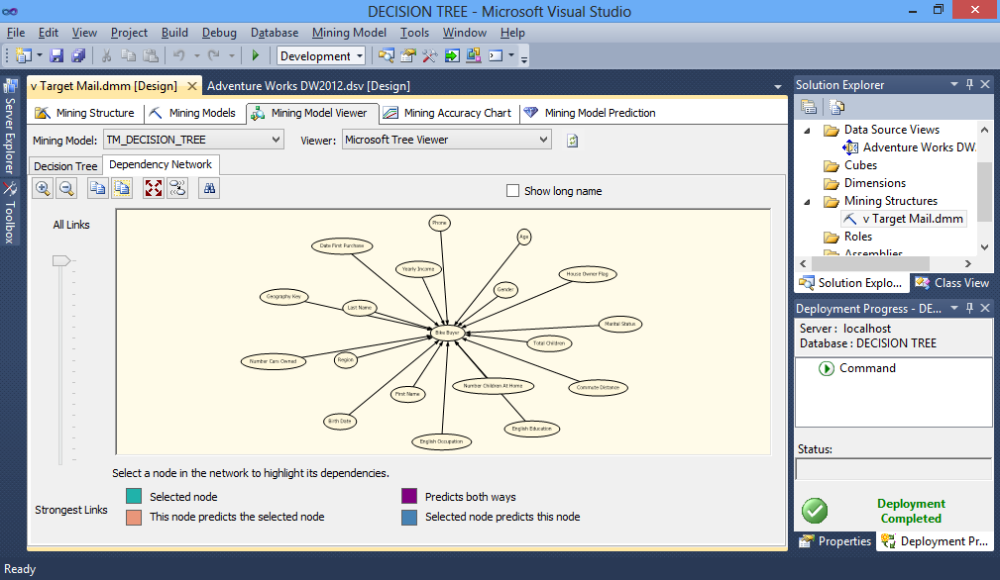 DECISION TREE - Microsoft Visual Studio
File Edit View Project Build Debug Database Mining Model Tools Window Help
Development
Server Explorer
Toolbox
v Target Mail.dmm [Design] Adventure Works DW2012.dsv [Design]
Mining Structure Mining Models Mining Model Viewer Mining Accuracy Chart Mining Model Prediction
Mining Model: TM_DECISION_TREE Viewer: Microsoft Tree Viewer
Decision Tree Dependency Network
Show long name
All Links
Phone
Age
Date First Purchase
Yearly Income
House Owner Flag
Gender
Geography Key
Last Name
Marital Status
Bike Buyer
Total Children
Number Cars Owned
Region
Number Children At Home
Commute Distance
First Name
Birth Date
English Education
English Occupation
Select a node in the network to highlight its dependencies.
Selected node
Predicts both ways
Strongest Links
This node predicts the selected node
Selected node predicts this node
Solution Explorer
Data Source Views
Adventure Works DW.
Cubes
Dimensions
Mining Structures
v Target Mail.dmm
Roles
Assemblies
Solution Explo... Class View
Deployment Progress - DE...
Server : localhost
Database : DECISION TREE
Command
Status:
Deployment
Completed
Properties Deployment Pr...
Ready